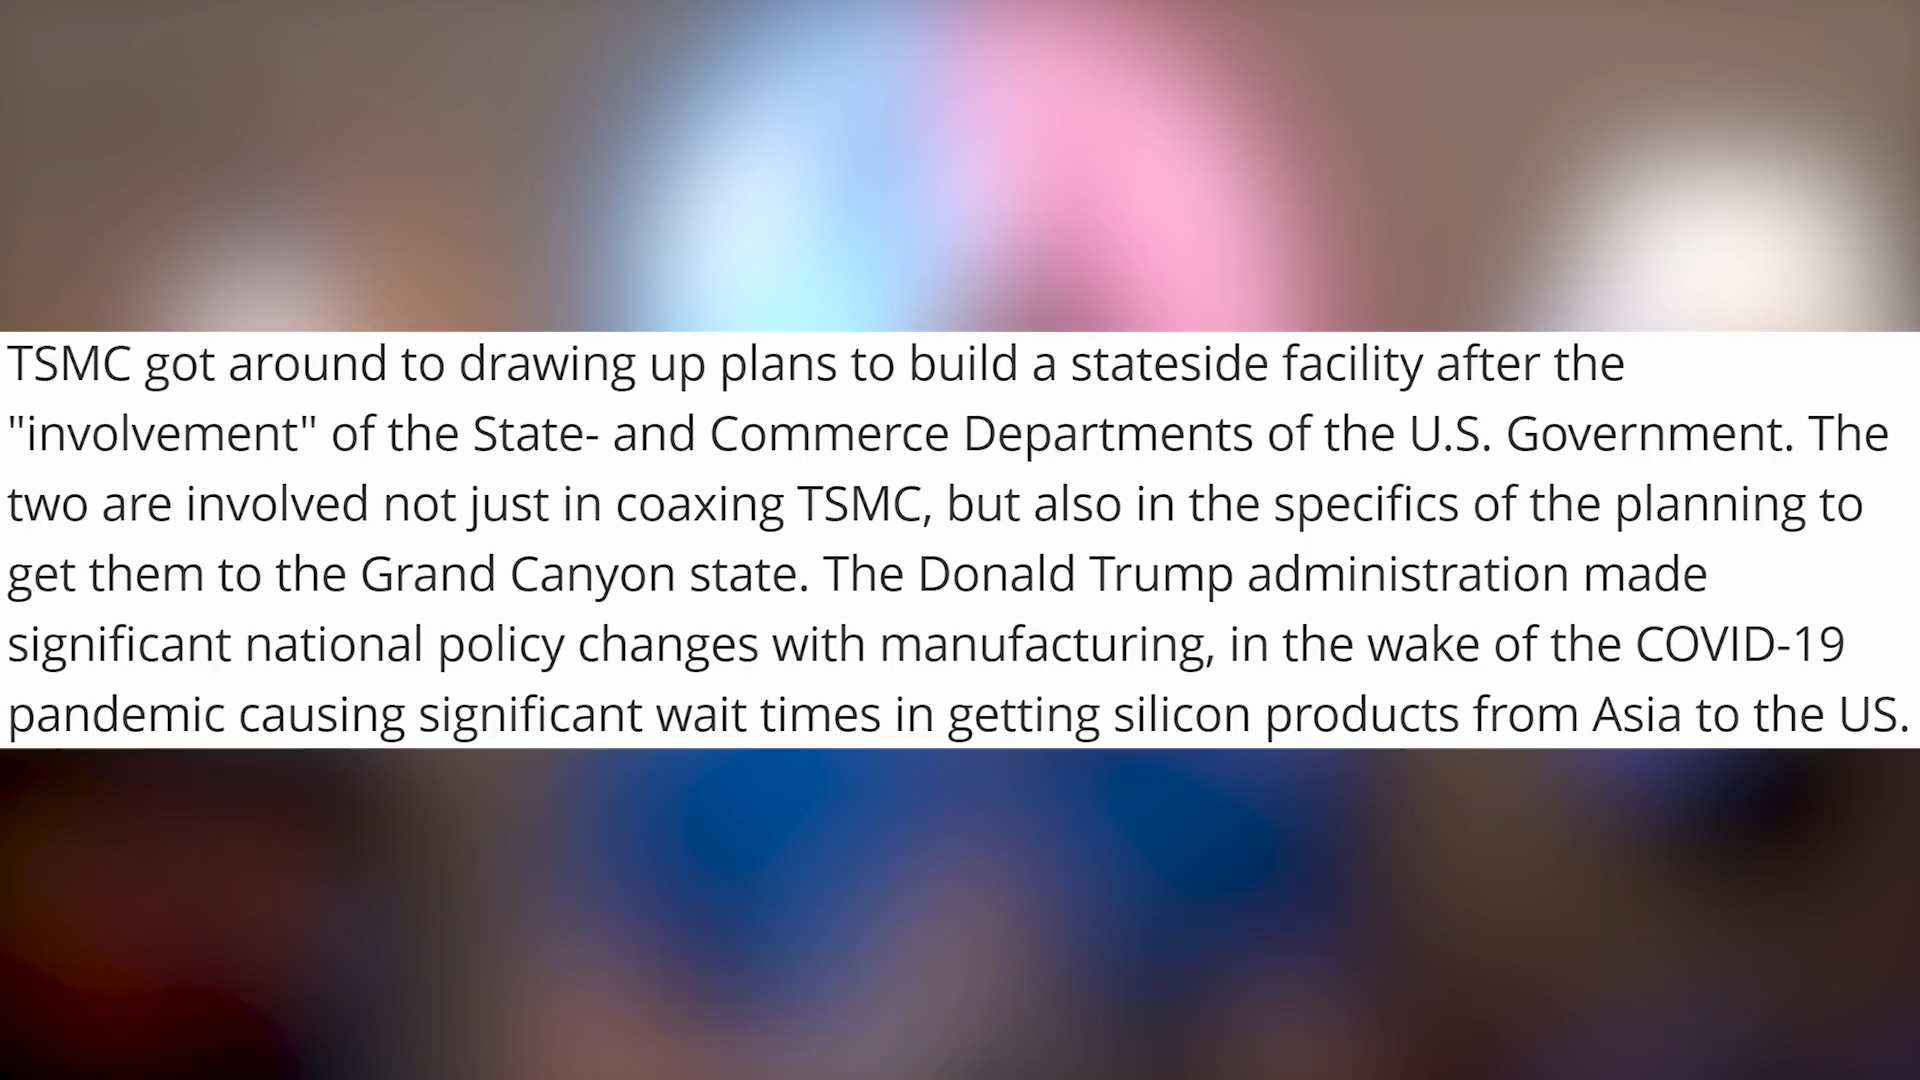 TSMC got around to drawing up plans to build a stateside facility after the
"involvement" of the State- and Commerce Departments of the U.S. Government. The
two are involved not just in coaxing TSMC, but also in the specifics of the planning to
get them to the Grand Canyon state. The Donald Trump administration made
significant national policy changes with manufacturing, in the wake of the COVID-19
pandemic causing significant wait times in getting silicon products from Asia to the US.